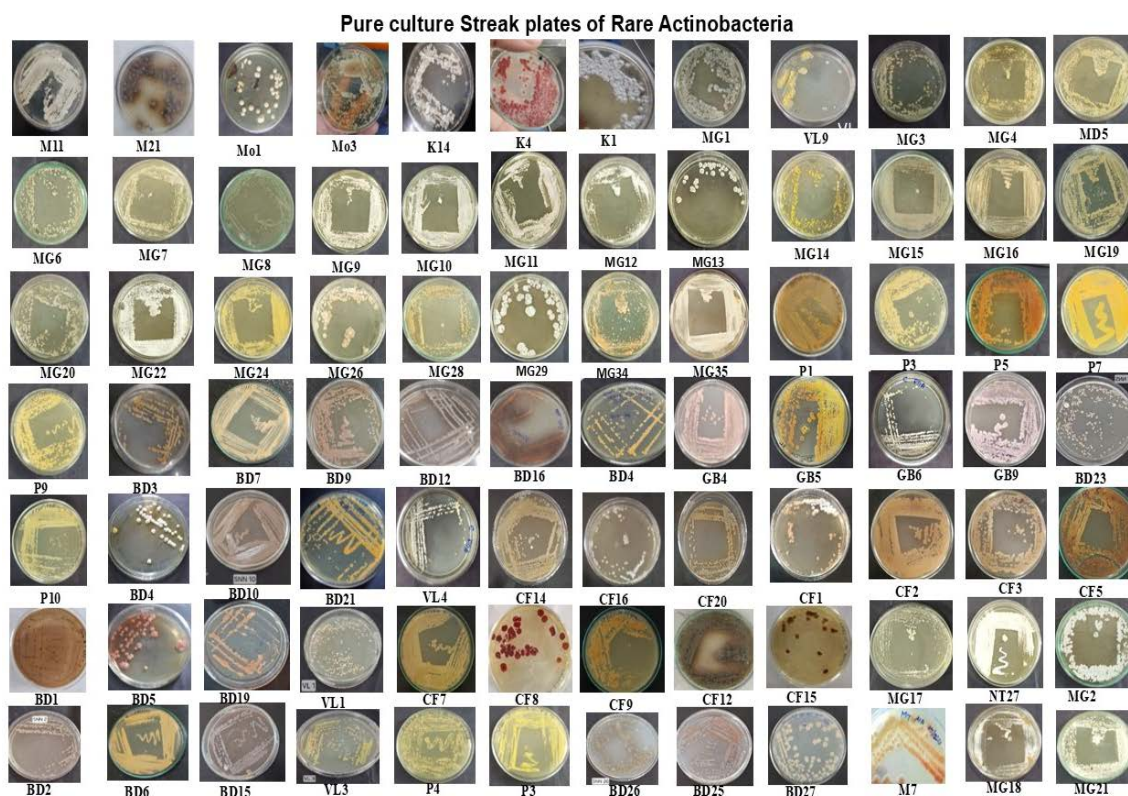 Pure culture Streak plates of Rare Actinobacteria
M11 M21 Mo1 Mo3 K14 K4 K1 MG1 VL9 MG3 MG4 MD5
MG6 MG7 MG8 MG9 MG10 MG11 MG12 MG13 MG14 MG15 MG16 MG19
MG20 MG22 MG24 MG26 MG28 MG29 MG34 MG35 P1 P3 P5 P7
P9 BD3 BD7 BD9 BD12 BD16 BD4 GB4 GB5 GB6 GB9 BD23
SNN 10
P10 BD4 BD10 BD21 VL4 CF14 CF16 CF20 CF1 CF2 CF3 CF5
VL 1
BD1 BD5 BD19 VL1 CF7 CF8 CF9 CF12 CF15 MG17 NT27 MG2
BD2 BD6 BD15 VL3 P4 P3 BD26 BD25 BD27 M7 MG18 MG21